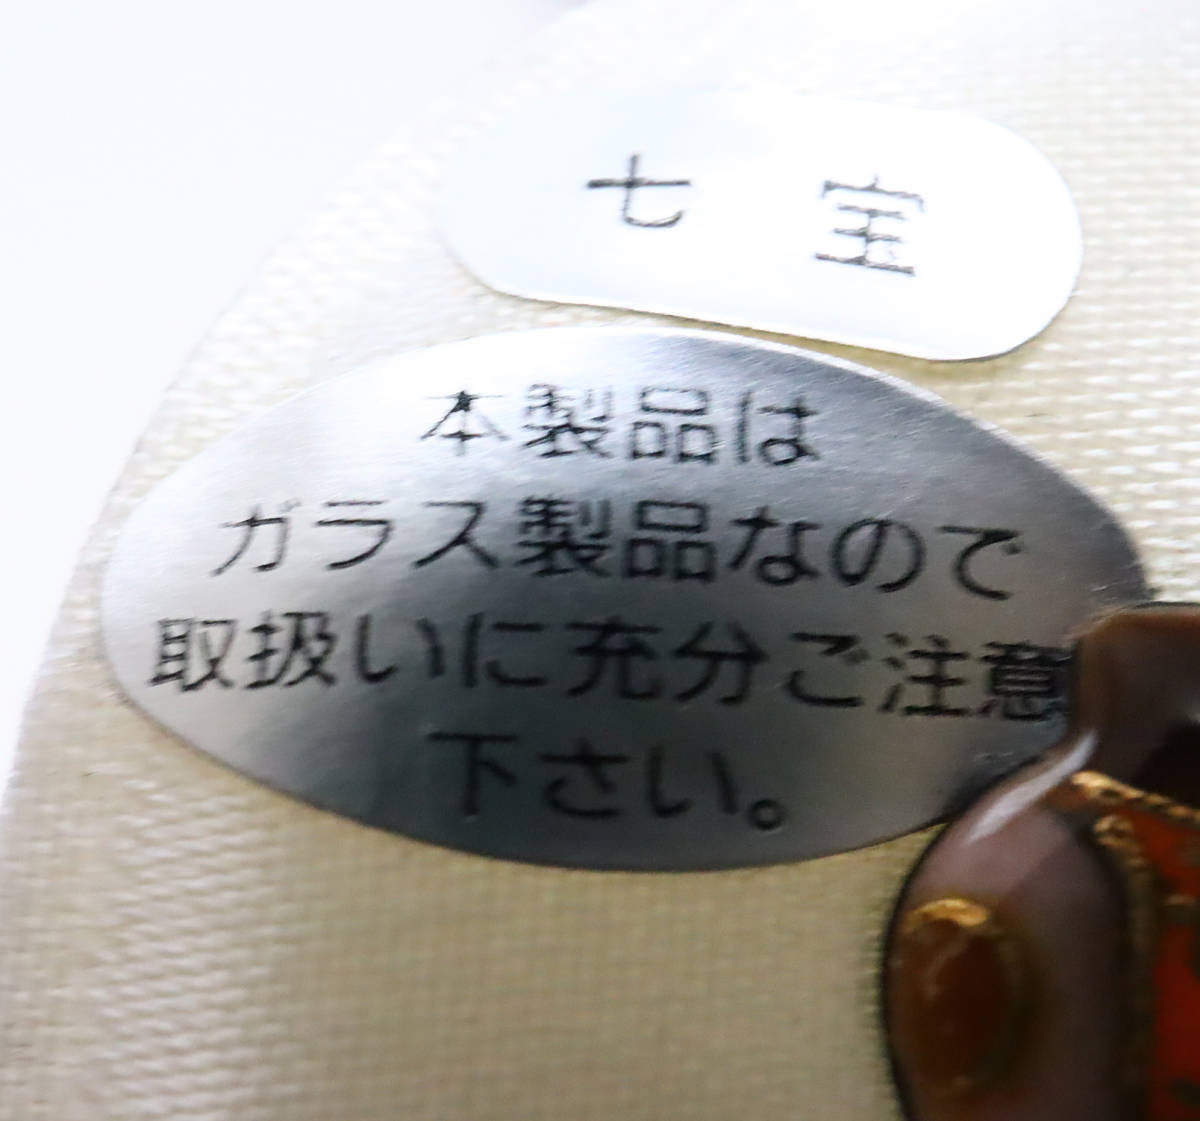 七宝
本製品は
ガラス製品なので
取扱いに充分ご注意
下さい。